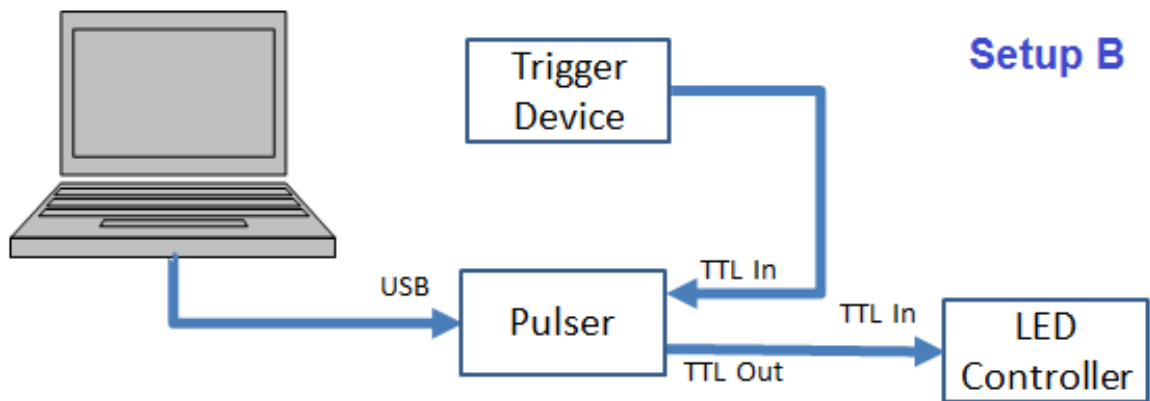 Setup B
Trigger
Device
USB
TTL In
Pulser
TTL Out
TTL In
LED
Controller